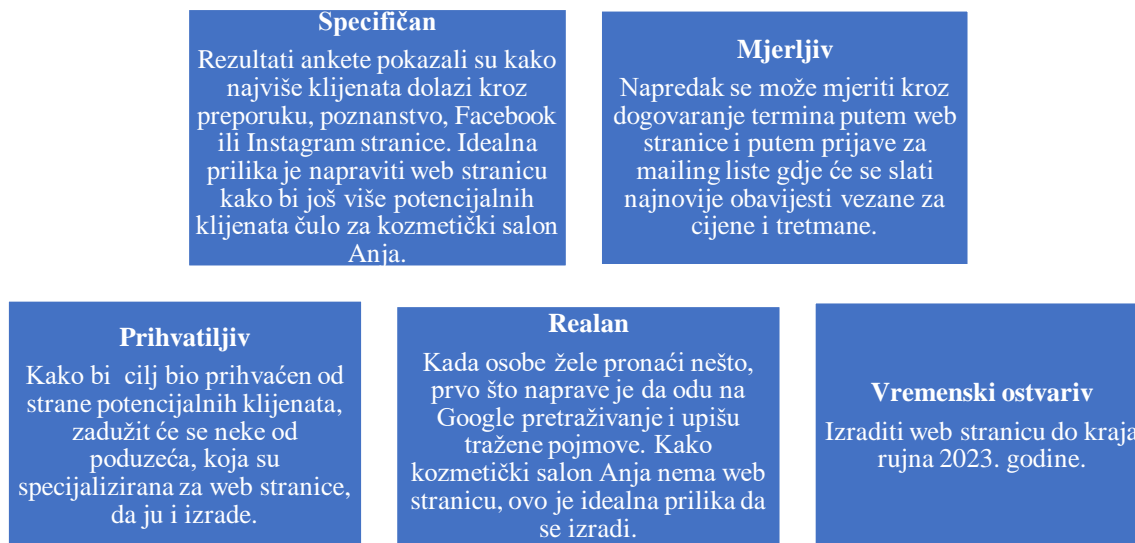 Specifičan
Rezultati ankete pokazali su kako
najviše klijenata dolazi kroz
preporuku, poznanstvo, Facebook
ili Instagram stranice. Idealna
prilika je napraviti web stranicu
kako bi još više potencijalnih
klijenata čulo za kozmetički salon
Anja.
Mjerljiv
Napredak se može mjeriti kroz
dogovaranje termina putem web
stranice i putem prijave za
mailing liste gdje će se slati
najnovije obavijesti vezane za
cijene i tretmane.
Prihvatiljiv
Kako bi cilj bio prihvaćen od
strane potencijalnih klijenata,
zadužit će se neke od
poduzeća, koja su
specijalizirana za web stranice,
da ju i izrade.
Realan
Kada osobe žele pronaći nešto,
prvo što naprave je da odu na
Google pretraživanje i upišu
tražene pojmove. Kako
kozmetički salon Anja nema web
stranicu, ovo je idealna prilika da
se izradi.
Vremenski ostvariv
Izraditi web stranicu do kraja
rujna 2023. godine.